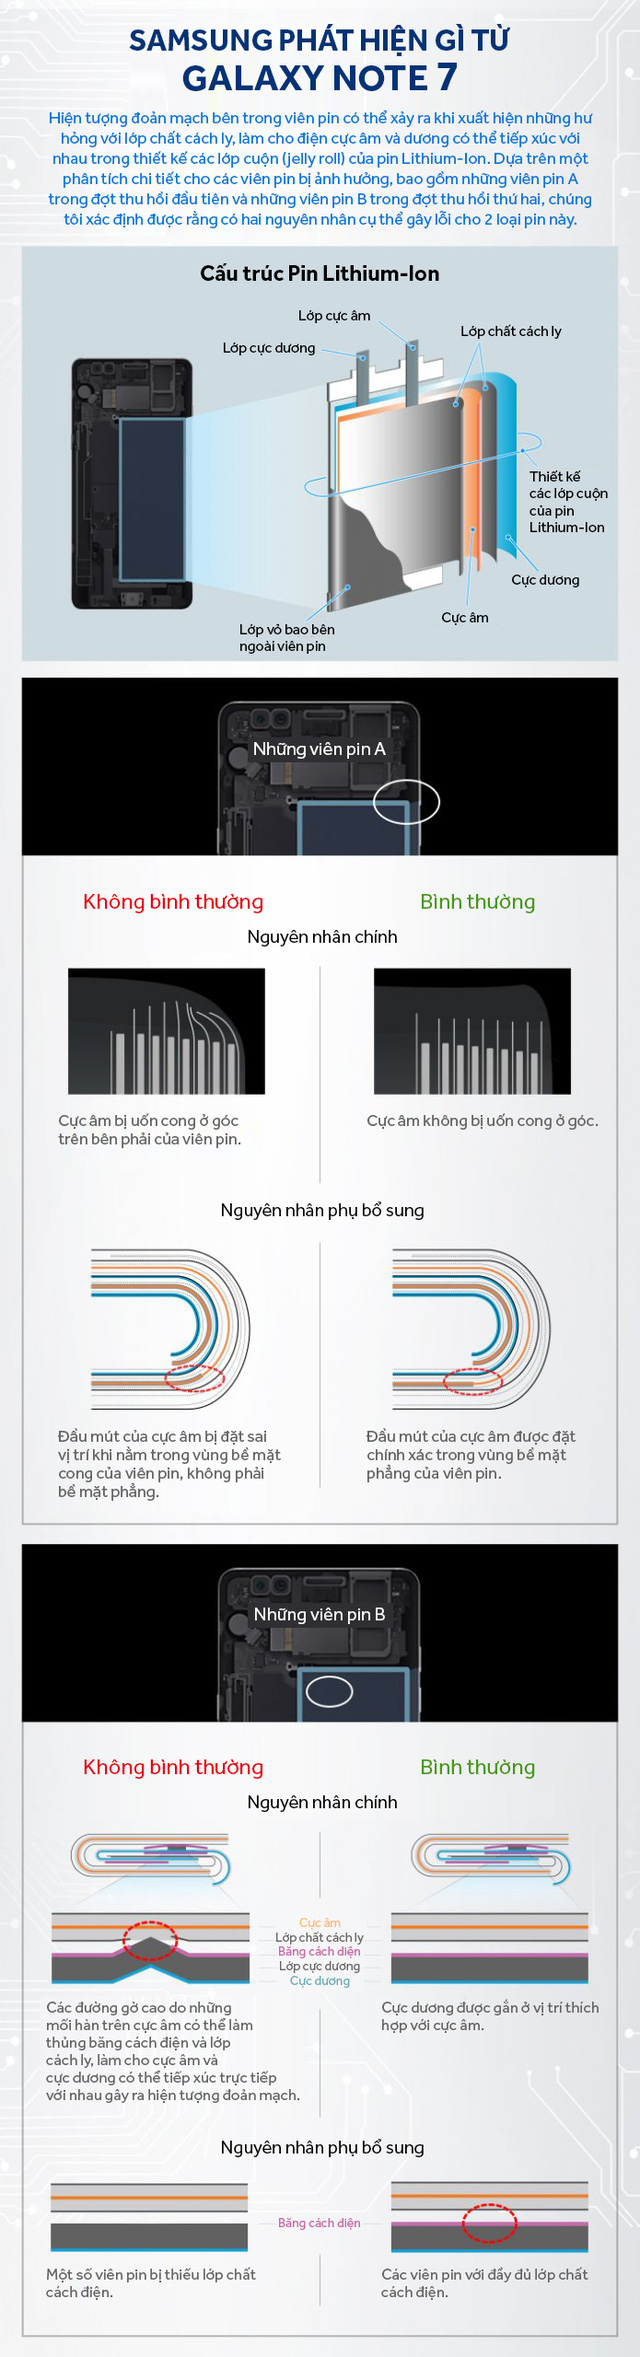 SAMSUNG PHÁT HIỆN GÌ TỪ
GALAXY NOTE 7
Hiện tượng đoản mạch bên trong viên pin có thể xảy ra khi xuất hiện những hư
hỏng với lớp chất cách ly, làm cho điện cực âm và dương có thể tiếp xúc với
nhau trong thiết kế các lớp cuộn (jelly roll) của pin Lithium-Ion. Dựa trên một
phân tích chi tiết cho các viên pin bị ảnh hưởng, bao gồm những viên pin A
trong đợt thu hồi đầu tiên và những viên pin B trong đợt thu hồi thứ hai, chúng
tôi xác định được rằng có hai nguyên nhân cụ thể gây lỗi cho 2 loại pin này.
Cấu trúc Pin Lithium-Ion
Lớp cực âm
Lớp chất cách ly
Lớp cực dương
Thiết kế
các lớp cuộn
của pin
Lithium-Ion
Cực dương
Cực âm
Lớp vỏ bao bên
ngoài viên pin
Những viên pin A
Không bình thường
Bình thường
Nguyên nhân chính
Cực âm bị uốn cong ở góc
trên bên phải của viên pin.
Cực âm không bị uốn cong ở góc.
Nguyên nhân phụ bổ sung
Đầu mút của cực âm bị đặt sai
vị trí khi nằm trong vùng bề mặt
cong của viên pin, không phải
bề mặt phẳng.
Đầu mút của cực âm được đặt
chính xác trong vùng bề mặt
phẳng của viên pin.
Những viên pin B
Không bình thường
Bình thường
Nguyên nhân chính
Cực âm
Lớp chất cách ly
Băng cách điện
Lớp cực dương
Cực dương
Các đường gờ cao do những
mối hàn trên cực âm có thể làm
thủng băng cách điện và lớp
cách ly, làm cho cực âm và
cực dương có thể tiếp xúc trực tiếp
với nhau gây ra hiện tượng đoản mạch.
Cực dương được gắn ở vị trí thích
hợp với cực âm.
Nguyên nhân phụ bổ sung
Băng cách điện
Một số viên pin bị thiếu lớp chất
cách điện.
Các viên pin với đầy đủ lớp chất
cách điện.